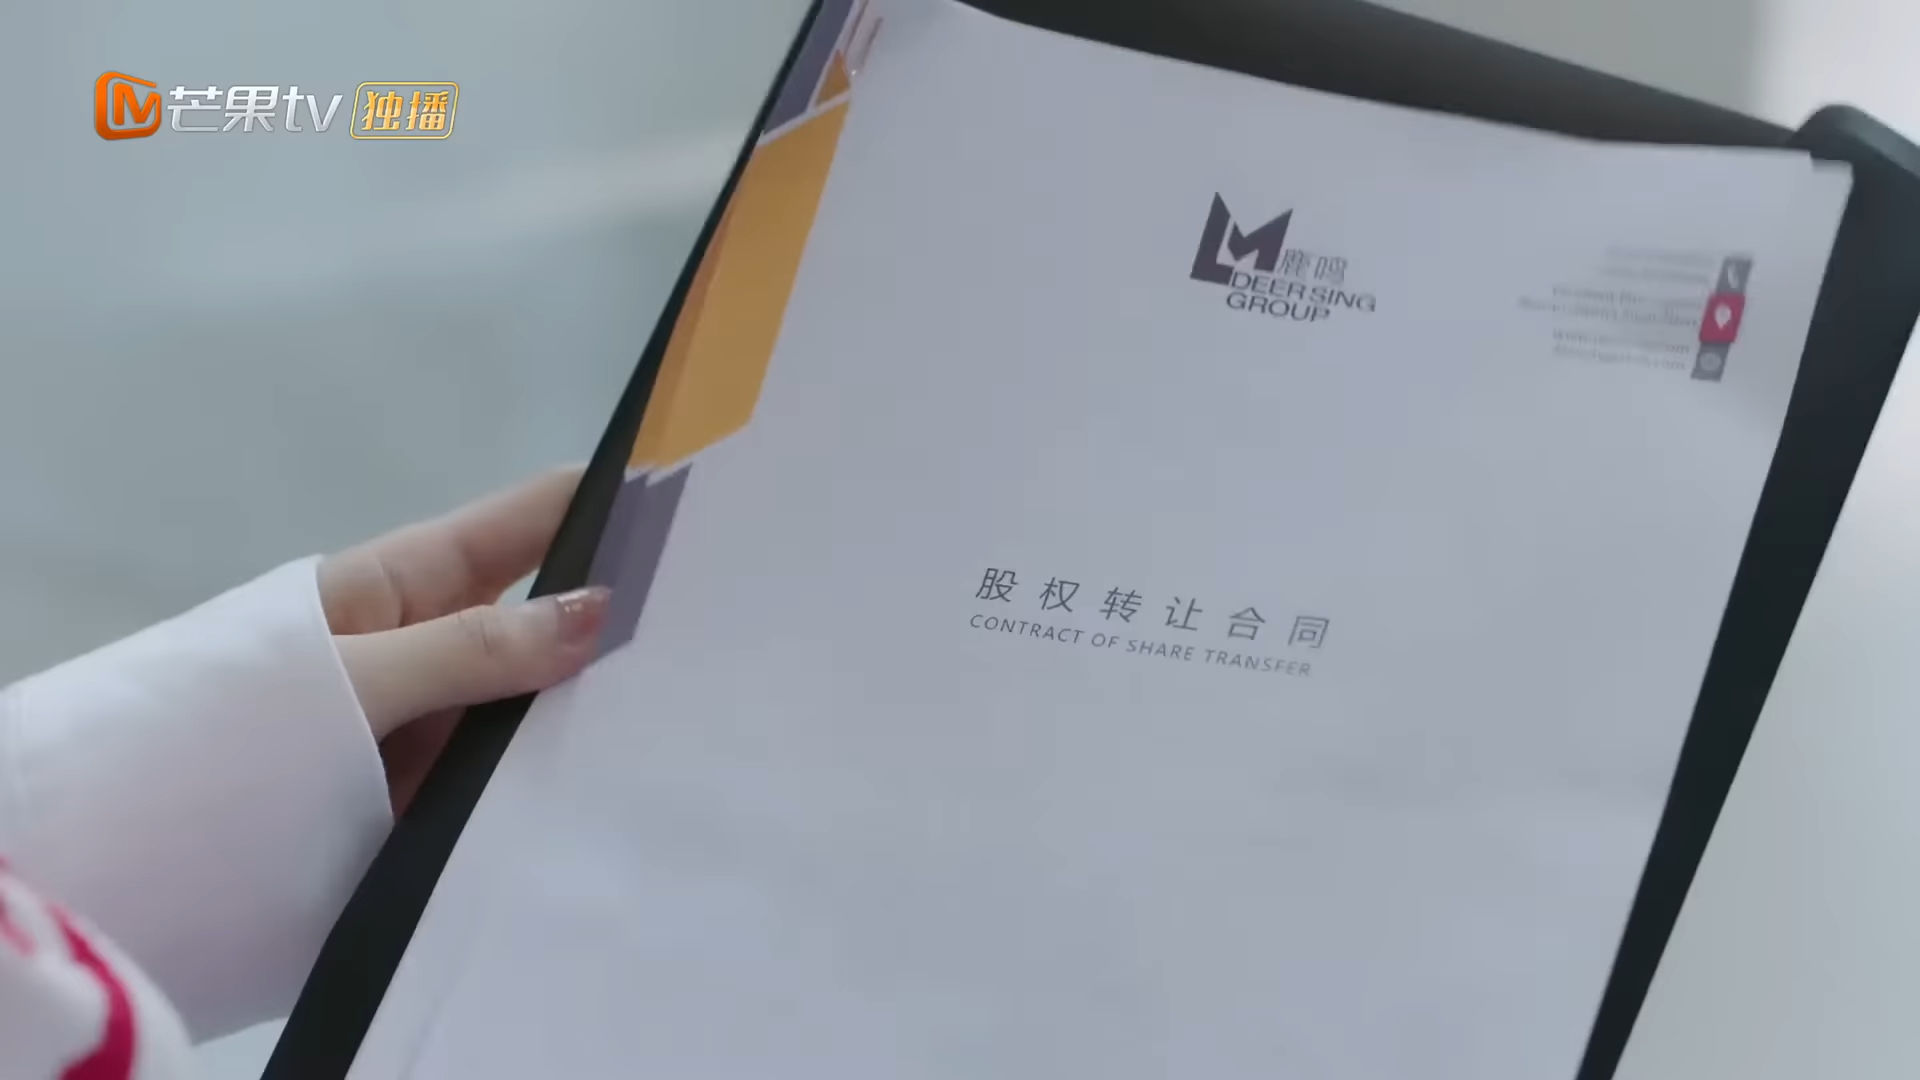 芒果tv 独播
鹿鸣
DEER SING
GROUP
股权转让合同
CONTRACT OF SHARE TRANSFER